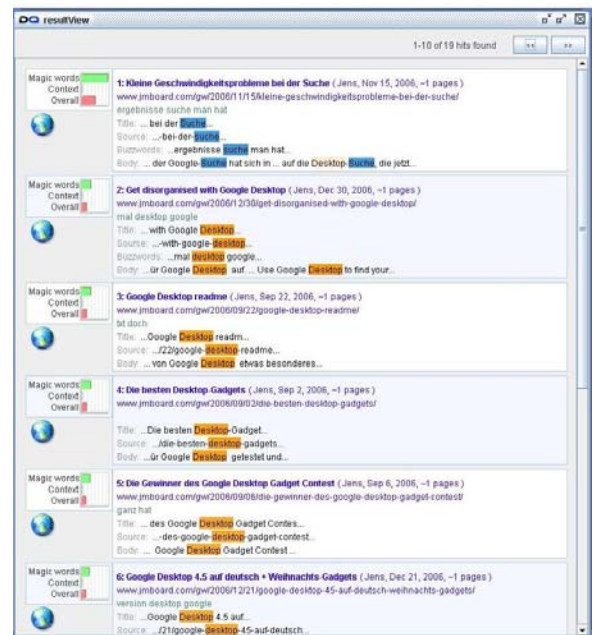 DQ resultView
1-10 of 19 hits found
<< >>
Magic words
Context
Overall
1: Kleine Geschwindigkeitsprobleme bei der Suche (Jens, Nov 15, 2006, ~1 pages)
www.jmboard.com/gw/2006/11/15/kleine-geschwindigkeitsprobleme-bei-der-suche/
ergebnisse suche man hat
Title: ... bei der Suche...
Source: ...-bei-der-suche...
Buzzwords: ...ergebnisse suche man hat...
Body: ... der Google-Suche hat sich in ... auf die Desktop-Suche, die jetzt...
Magic words
Context
Overall
2: Get disorganised with Google Desktop (Jens, Dec 30, 2006, ~1 pages)
www.jmboard.com/gw/2006/12/30/get-disorganised-with-google-desktop/
mal desktop google
Title: ... with Google Desktop...
Source: ...-with-google-desktop...
Buzzwords: ...mal desktop google...
Body: ...ür Google Desktop auf. ... Use Google Desktop to find your...
Magic words
Context
Overall
3: Google Desktop readme (Jens, Sep 22, 2006, ~1 pages)
www.jmboard.com/gw/2006/09/22/google-desktop-readme/
txt doch
Title: ...Google Desktop readm...
Source: .../22/google-desktop-readme...
Body: ... von Google Desktop etwas besonderes...
Magic words
Context
Overall
4: Die besten Desktop-Gadgets (Jens, Sep 2, 2006, ~1 pages)
www.jmboard.com/gw/2006/09/02/die-besten-desktop-gadgets/
Title: ...Die besten Desktop-Gadget...
Source: .../die-besten-desktop-gadgets...
Body: ...ür Google Desktop getestet und...
Magic words
Context
Overall
5: Die Gewinner des Google Desktop Gadget Contest (Jens, Sep 6, 2006, ~1 pages)
www.jmboard.com/gw/2006/09/06/die-gewinner-des-google-desktop-gadget-contest/
ganz hat
Title: ... des Google Desktop Gadget Contes...
Source: ...-des-google-desktop-gadget-contest...
Body: ... Google Desktop Gadget Contest ...
Magic words
Context
Overall
6: Google Desktop 4.5 auf deutsch + Weihnachts-Gadgets (Jens, Dec 21, 2006, ~1 pages)
www.jmboard.com/gw/2006/12/21/google-desktop-45-auf-deutsch-weihnachts-gadgets/
version desktop google
Title: ...Google Desktop 4.5 auf...
Source: .../21/google-desktop-45-auf-deutsch...